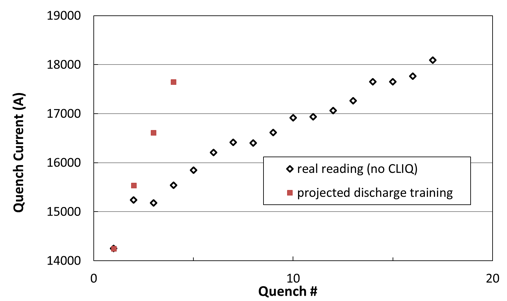 19000
18000
17000
16000
15000
14000
Quench Current (A)
real reading (no CLIQ)
projected discharge training
0
10
20
Quench #